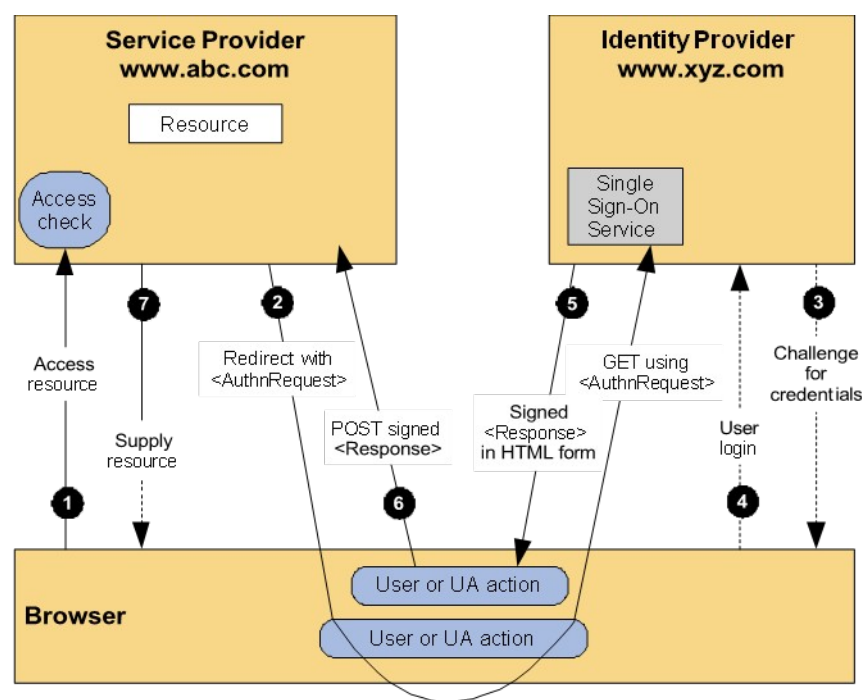 Service Provider
www.abc.com
Resource
Access
check
Identity Provider
www.xyz.com
Single
Sign-On
Service
7
2
5
3
Access
resource
Redirect with
<AuthnRequest>
GET using
<AuthnRequest>
Challenge
for
credentials
Supply
resource
POST signed
<Response>
Signed
<Response>
in HTML form
User
login
1
6
4
User or UA action
Browser
User or UA action